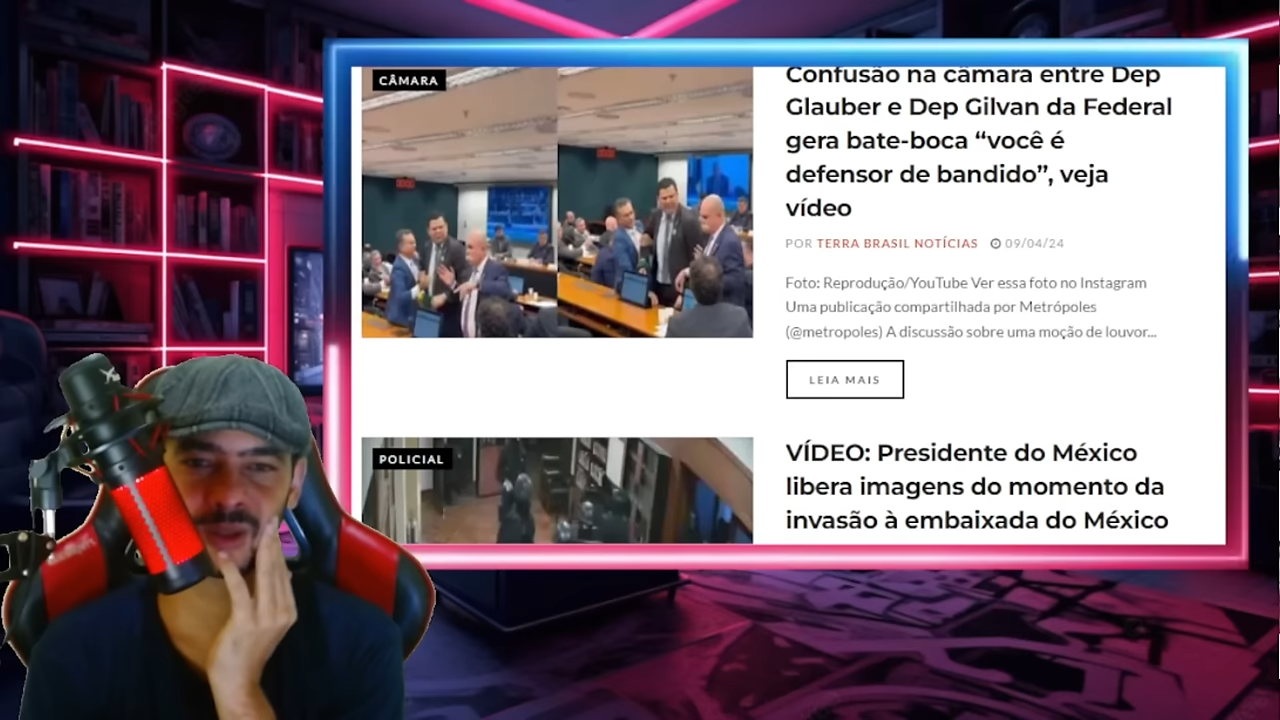 CÂMARA
Confusão na câmara entre Dep
Glauber e Dep Gilvan da Federal
gera bate-boca “você é
defensor de bandido”, veja
vídeo
POR TERRA BRASIL NOTÍCIAS 09/04/24
Foto: Reprodução/YouTube Ver essa foto no Instagram
Uma publicação compartilhada por Metrópoles
(@metropoles) A discussão sobre uma moção de louvor...
LEIA MAIS
POLICIAL
VÍDEO: Presidente do México
libera imagens do momento da
invasão à embaixada do México